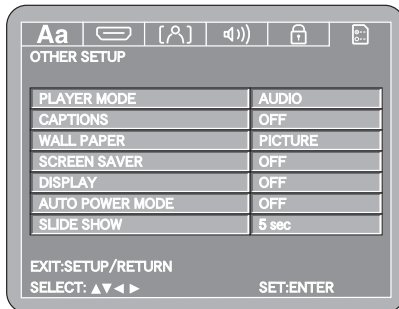 Aa
OTHER SETUP
PLAYER MODE AUDIO
CAPTIONS OFF
WALL PAPER PICTURE
SCREEN SAVER OFF
DISPLAY OFF
AUTO POWER MODE OFF
SLIDE SHOW 5 sec
EXIT:SETUP/RETURN
SELECT: ▲▼◄► SET:ENTER